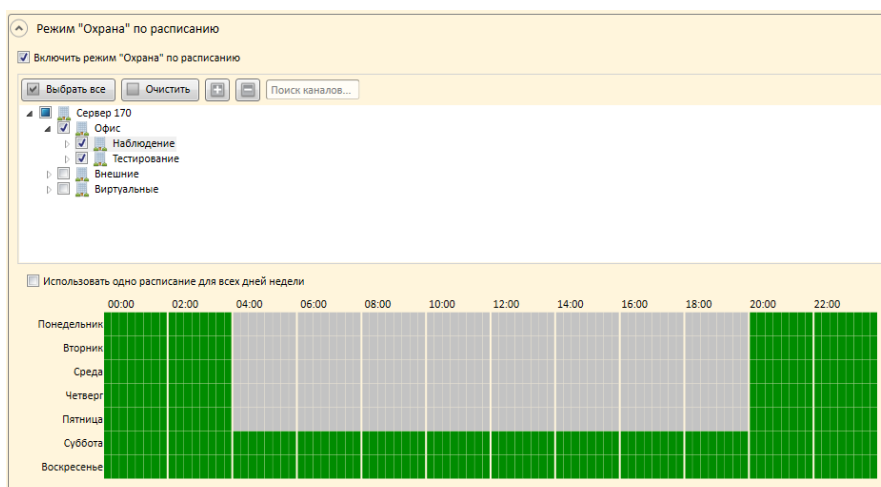 Режим "Охрана" по расписанию
Включить режим "Охрана" по расписанию
Выбрать все Очистить Поиск каналов...
Сервер 170
Офис
Наблюдение
Тестирование
Внешние
Виртуальные
Использовать одно расписание для всех дней недели
00:00 02:00 04:00 06:00 08:00 10:00 12:00 14:00 16:00 18:00 20:00 22:00
Понедельник
Вторник
Среда
Четверг
Пятница
Суббота
Воскресенье